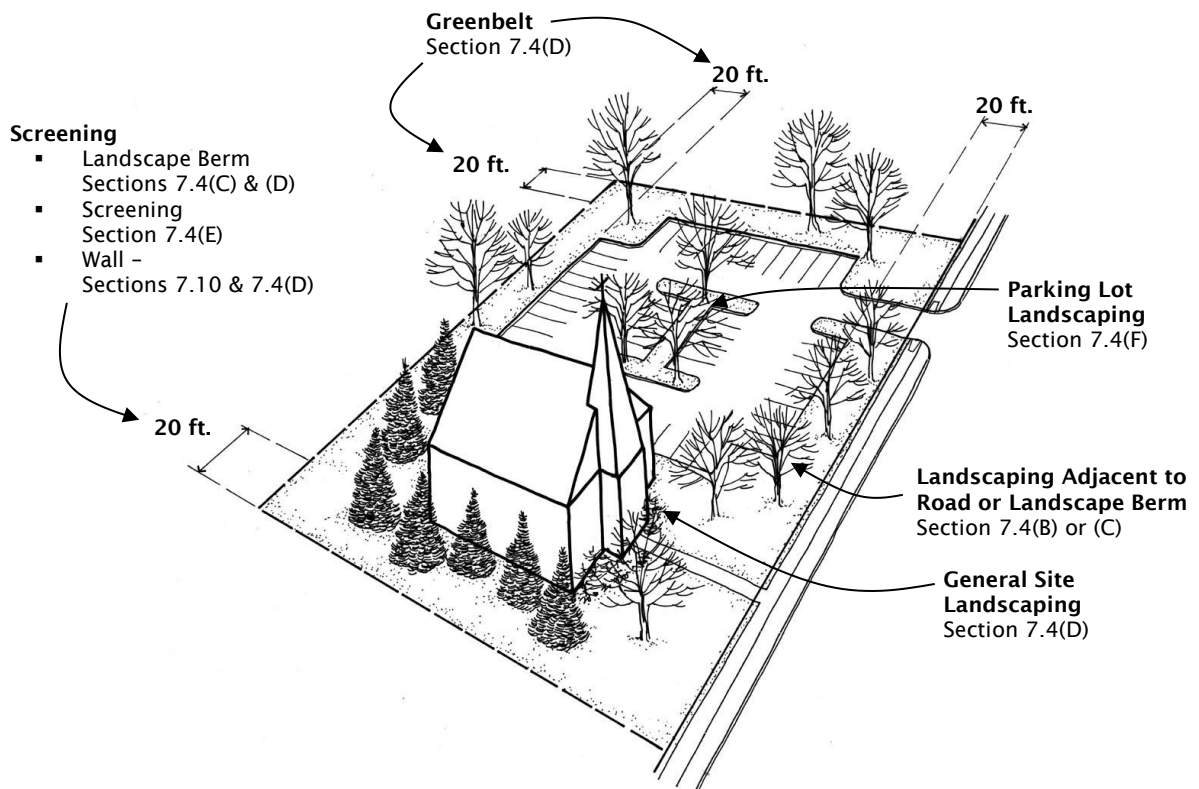 Greenbelt
Section 7.4(D)
20 ft.
20 ft.
20 ft.
Screening
▪ Landscape Berm
Sections 7.4(C) & (D)
▪ Screening
Section 7.4(E)
▪ Wall –
Sections 7.10 & 7.4(D)
20 ft.
Parking Lot
Landscaping
Section 7.4(F)
Landscaping Adjacent to
Road or Landscape Berm
Section 7.4(B) or (C)
General Site
Landscaping
Section 7.4(D)